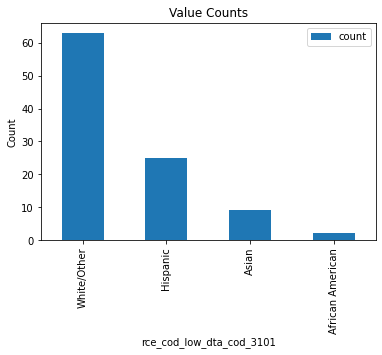 Value Counts
count
Count
60
50
40
30
20
10
0
White/Other
Hispanic
Asian
African American
rce_cod_low_dta_cod_3101